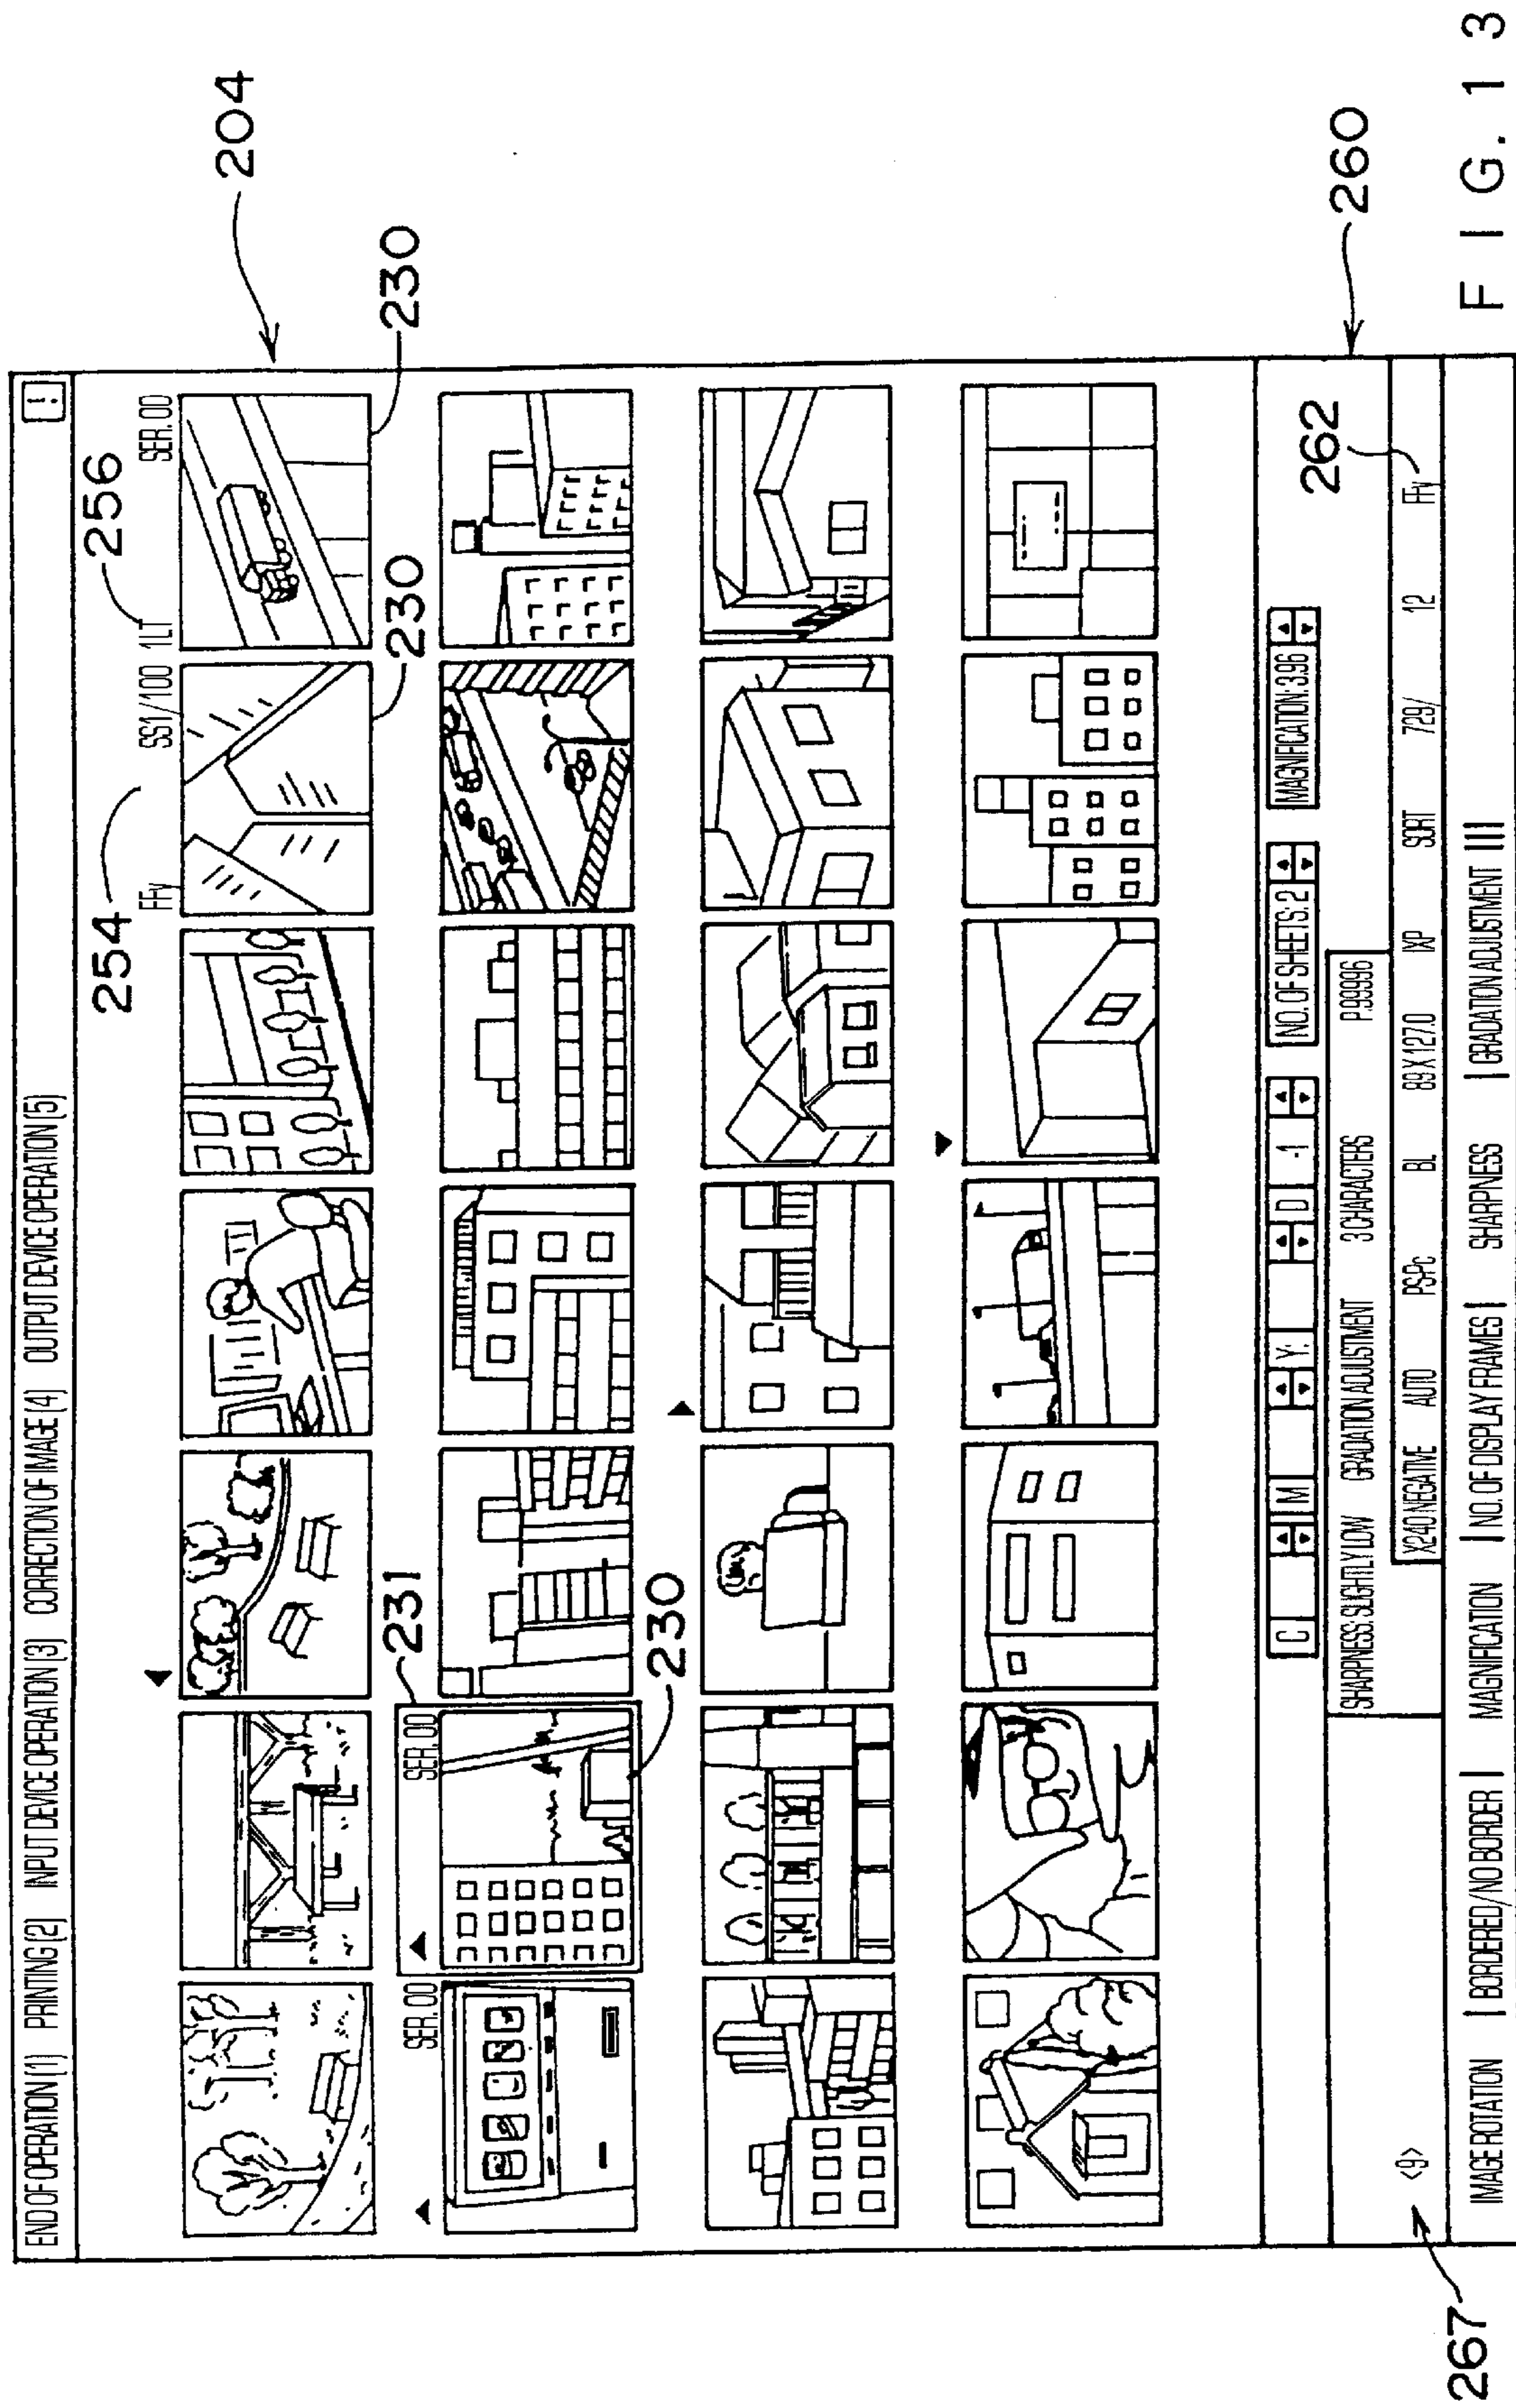 END OF OPERATION (1) PRINTING (2) INPUT DEVICE OPERATION (3) CORRECTION OF IMAGE (4) OUTPUT DEVICE OPERATION (5) !
254 256 204
FFv SS1/100 1LT SER.00
230
230
231
SER.00 SER.00
230
C M Y: D -1 NO. OF SHEETS: 2 MAGNIFICATION: 3.96
262 260
SHARPNESS: SLIGHTLY LOW GRADATION ADJUSTMENT 3 CHARACTERS P.99996
<9> X240 NEGATIVE AUTO PSPc BL 89 X 127.0 IXP SORT 729/ 12 FFv
267
IMAGE ROTATION | BORDERED/NO BORDER | MAGNIFICATION | NO. OF DISPLAY FRAMES | SHARPNESS | GRADATION ADJUSTMENT |||
FIG. 13